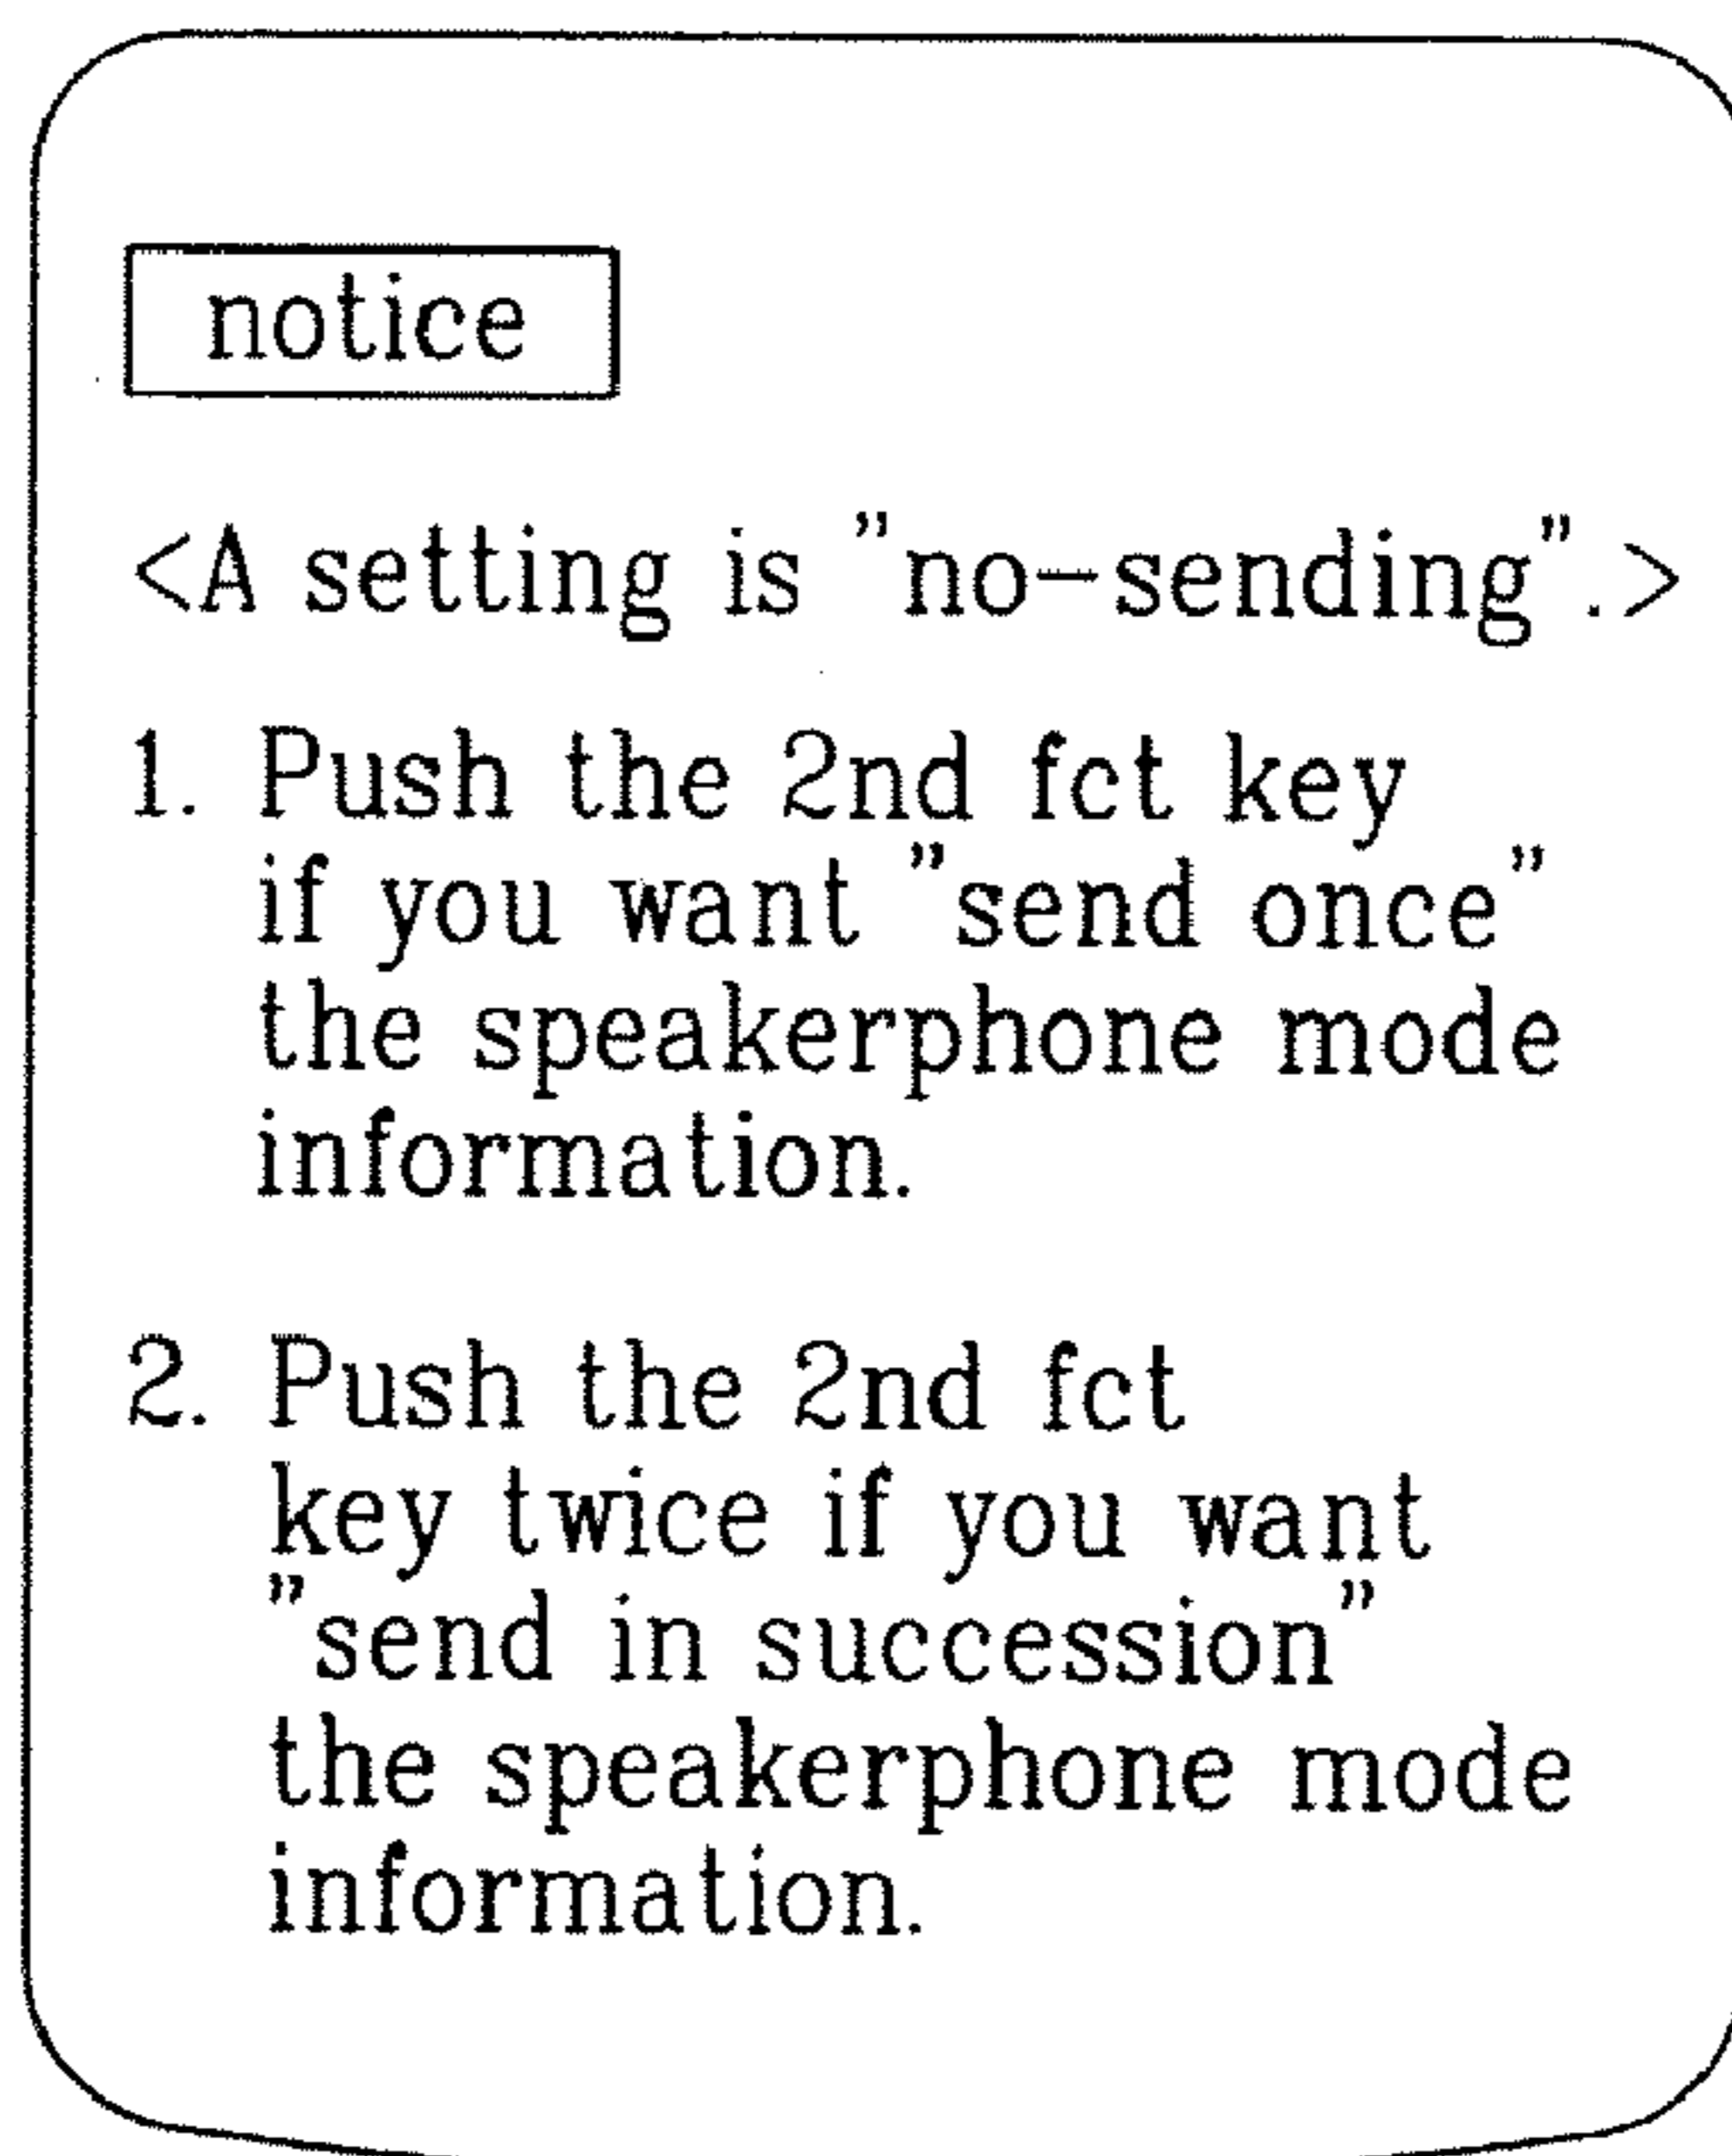 notice
<A setting is "no-sending".>
1. Push the 2nd fct key
if you want "send once"
the speakerphone mode
information.
2. Push the 2nd fct
key twice if you want
"send in succession"
the speakerphone mode
information.